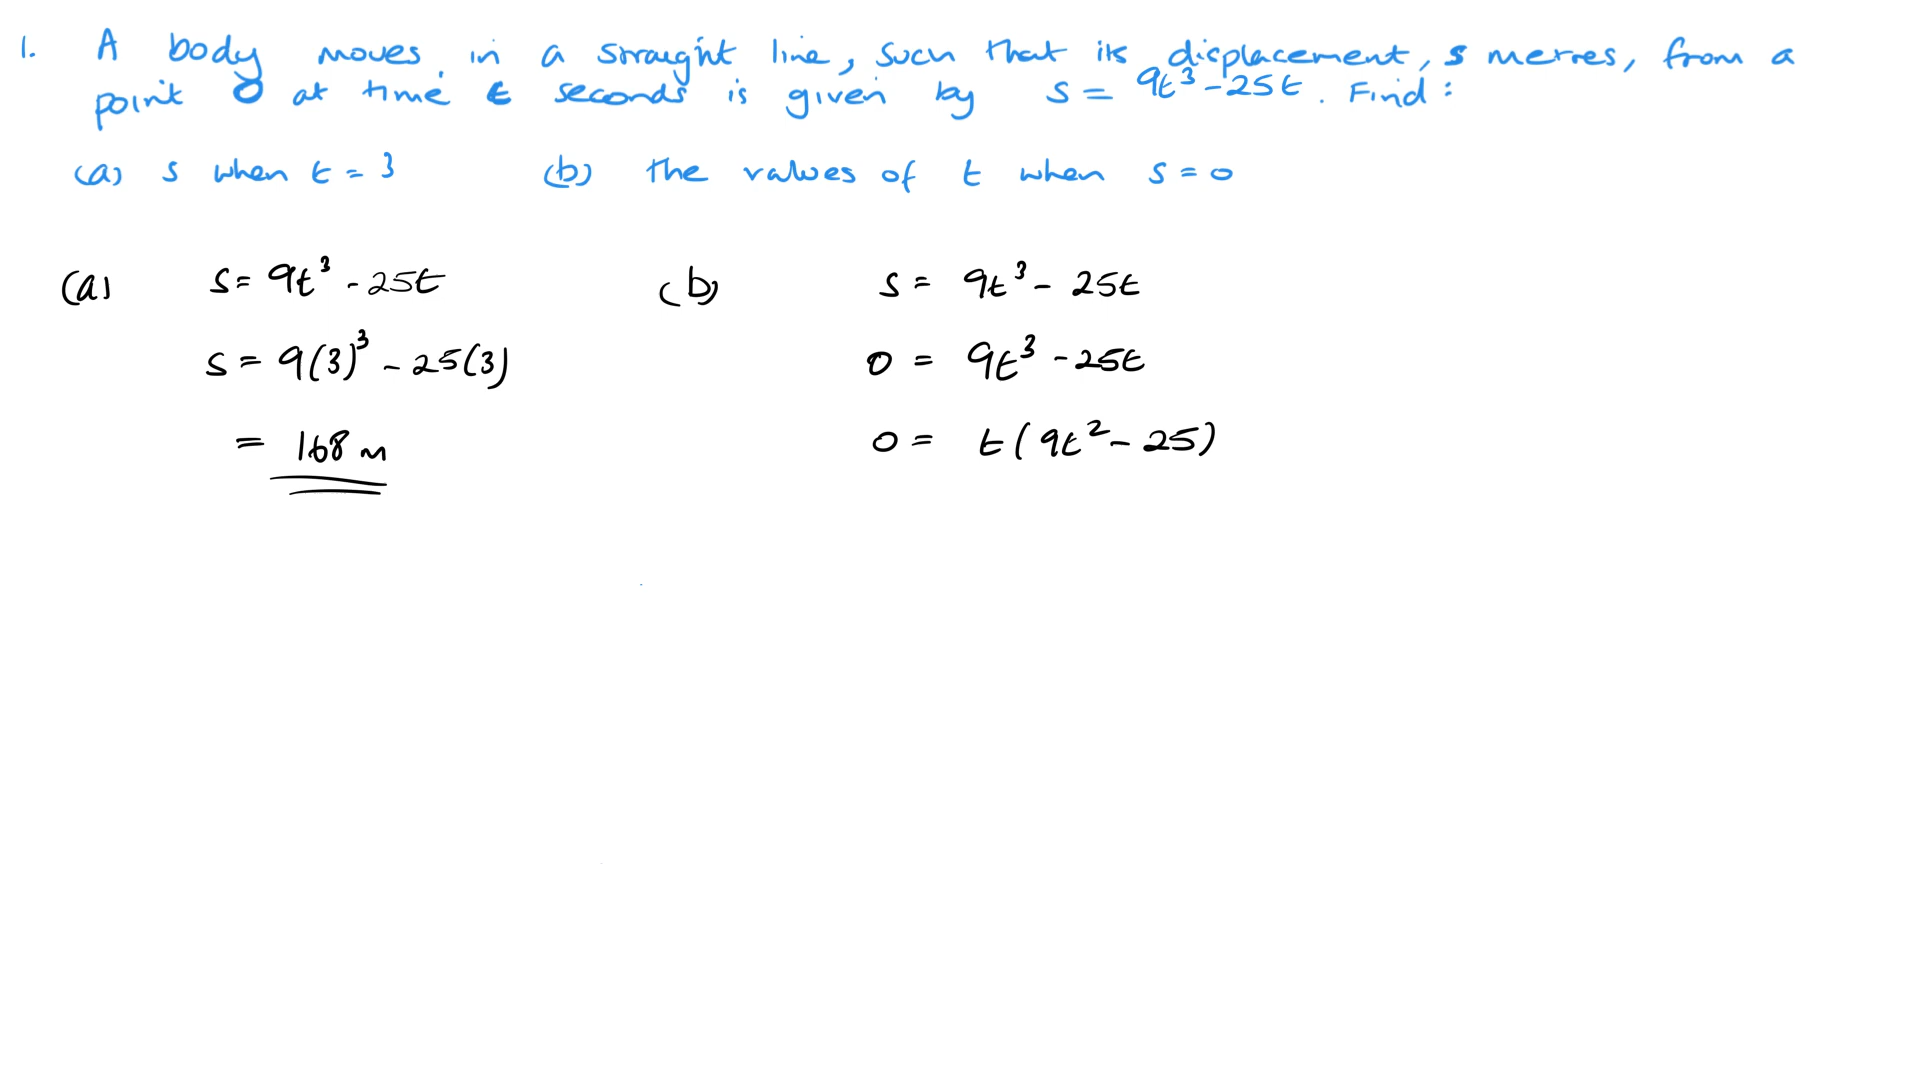 1. A body moves in a straight line, such that its displacement, s metres, from a
point O at time t seconds is given by s = 9t³ - 25t. Find:
(a) s when t = 3 (b) the values of t when s = 0
(a) s = 9t³ - 25t
s = 9(3)³ - 25(3)
= 168 m
(b) s = 9t³ - 25t
0 = 9t³ - 25t
0 = t(9t² - 25)